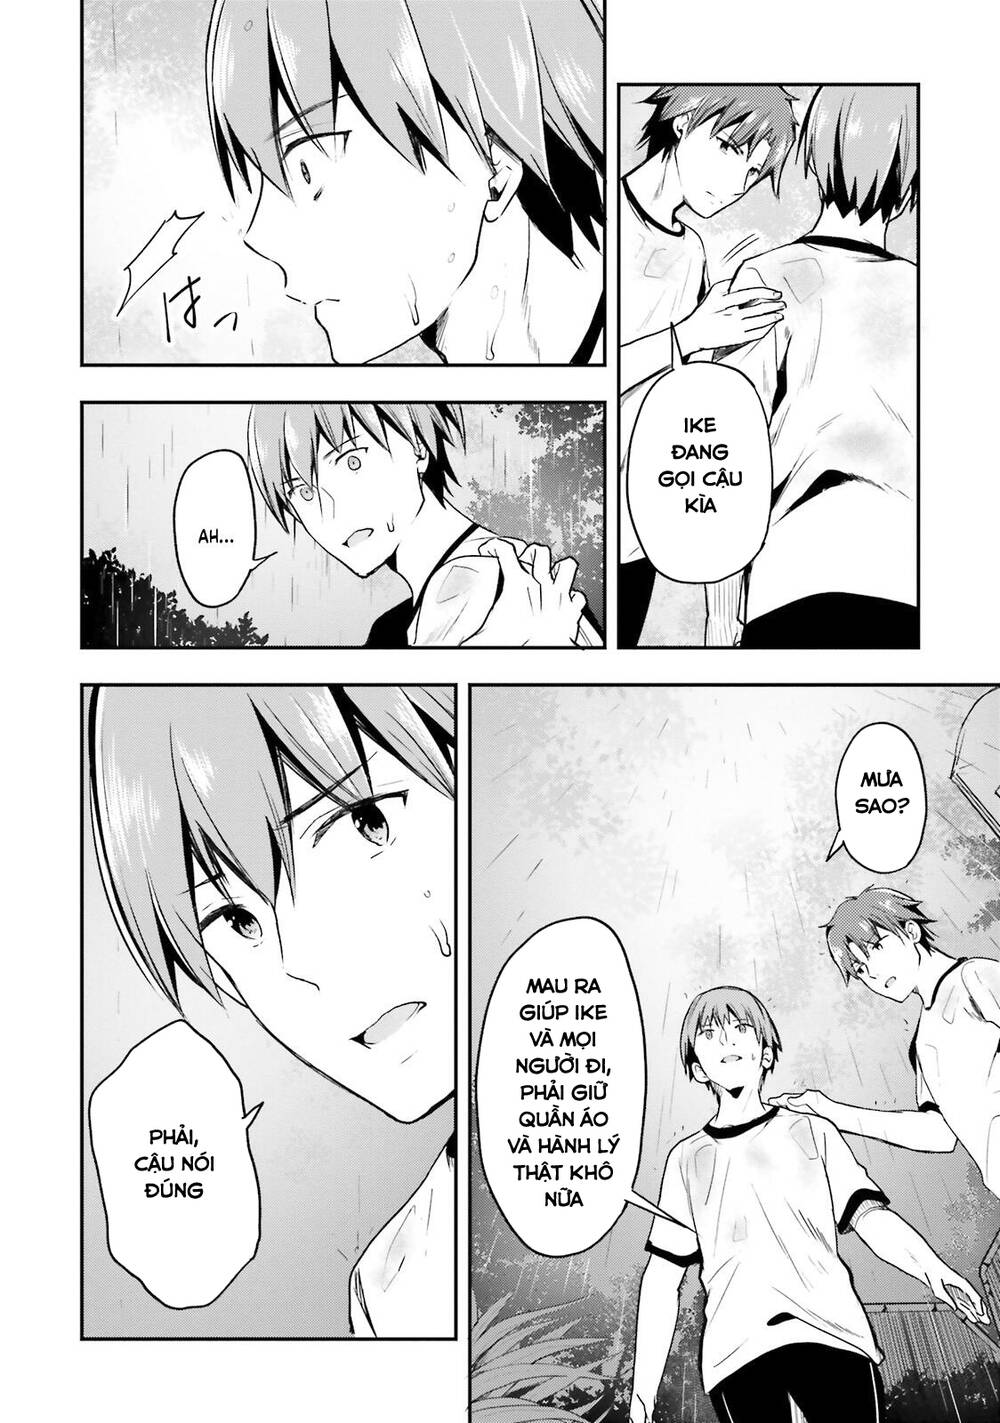 IKE
ĐANG
GỌI CẬU
KÌA
はっ
AH...
MƯA
SAO?
MAU RA
GIÚP IKE
VÀ MỌI
NGƯỜI ĐI,
PHẢI GIỮ
QUẦN ÁO
VÀ HÀNH LÝ
THẬT KHÔ
NỮA
PHẢI,
CẬU NÓI
ĐÚNG